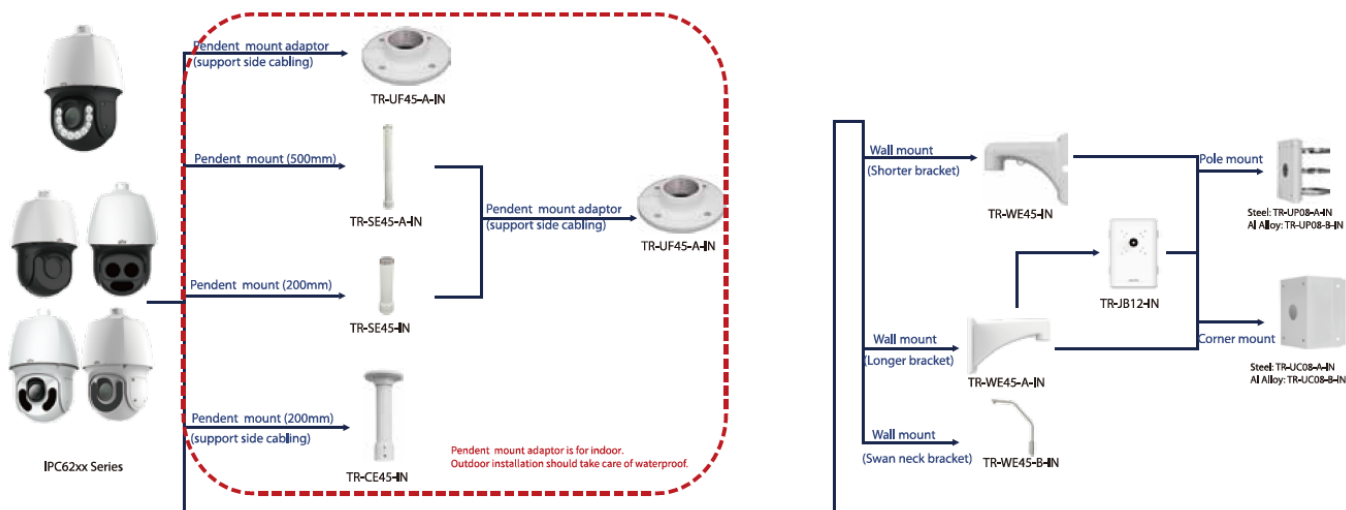 Pendent mount adaptor
(support side cabling)
TR-UF45-A-IN
Pendent mount (500mm)
TR-SE45-A-IN
Pendent mount adaptor
(support side cabling)
TR-UF45-A-IN
Pendent mount (200mm)
TR-SE45-IN
Pendent mount (200mm)
(support side cabling)
TR-CE45-IN
Pendent mount adaptor is for indoor.
Outdoor installation should take care of waterproof.
IPC62xx Series
Wall mount
(Shorter bracket)
TR-WE45-IN
Pole mount
Steel: TR-UP08-A-IN
Al Alloy: TR-UP08-B-IN
TR-JB12-IN
Wall mount
(Longer bracket)
TR-WE45-A-IN
Corner mount
Steel: TR-UC08-A-IN
Al Alloy: TR-UC08-B-IN
Wall mount
(Swan neck bracket)
TR-WE45-B-IN